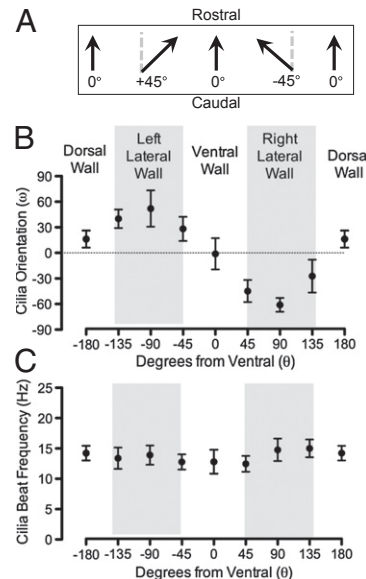 A
Rostral
0° +45° 0° -45° 0°
Caudal
B
Dorsal Wall
Left Lateral Wall
Ventral Wall
Right Lateral Wall
Dorsal Wall
Cilia Orientation (ω)
90
60
30
0
-30
-60
-90
-180 -135 -90 -45 0 45 90 135 180
Degrees from Ventral (θ)
C
Cilia Beat Frequency (Hz)
25
20
15
10
5
0
-180 -135 -90 -45 0 45 90 135 180
Degrees from Ventral (θ)